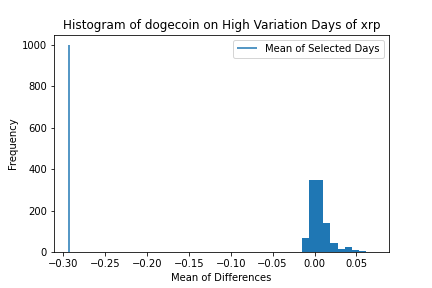 Histogram of dogecoin on High Variation Days of xrp
Mean of Selected Days
Frequency
1000
800
600
400
200
0
−0.30 −0.25 −0.20 −0.15 −0.10 −0.05 0.00 0.05
Mean of Differences